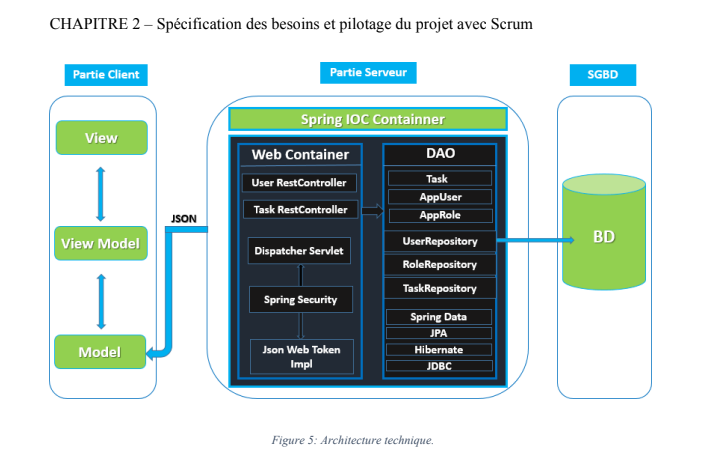 CHAPITRE 2 – Spécification des besoins et pilotage du projet avec Scrum
Partie Client
Partie Serveur
SGBD
View
View Model
Model
JSON
Spring IOC Containner
Web Container
User RestController
Task RestController
Dispatcher Servlet
Spring Security
Json Web Token
Impl
DAO
Task
AppUser
AppRole
UserRepository
RoleRepository
TaskRepository
Spring Data
JPA
Hibernate
JDBC
BD
Figure 5: Architecture technique.